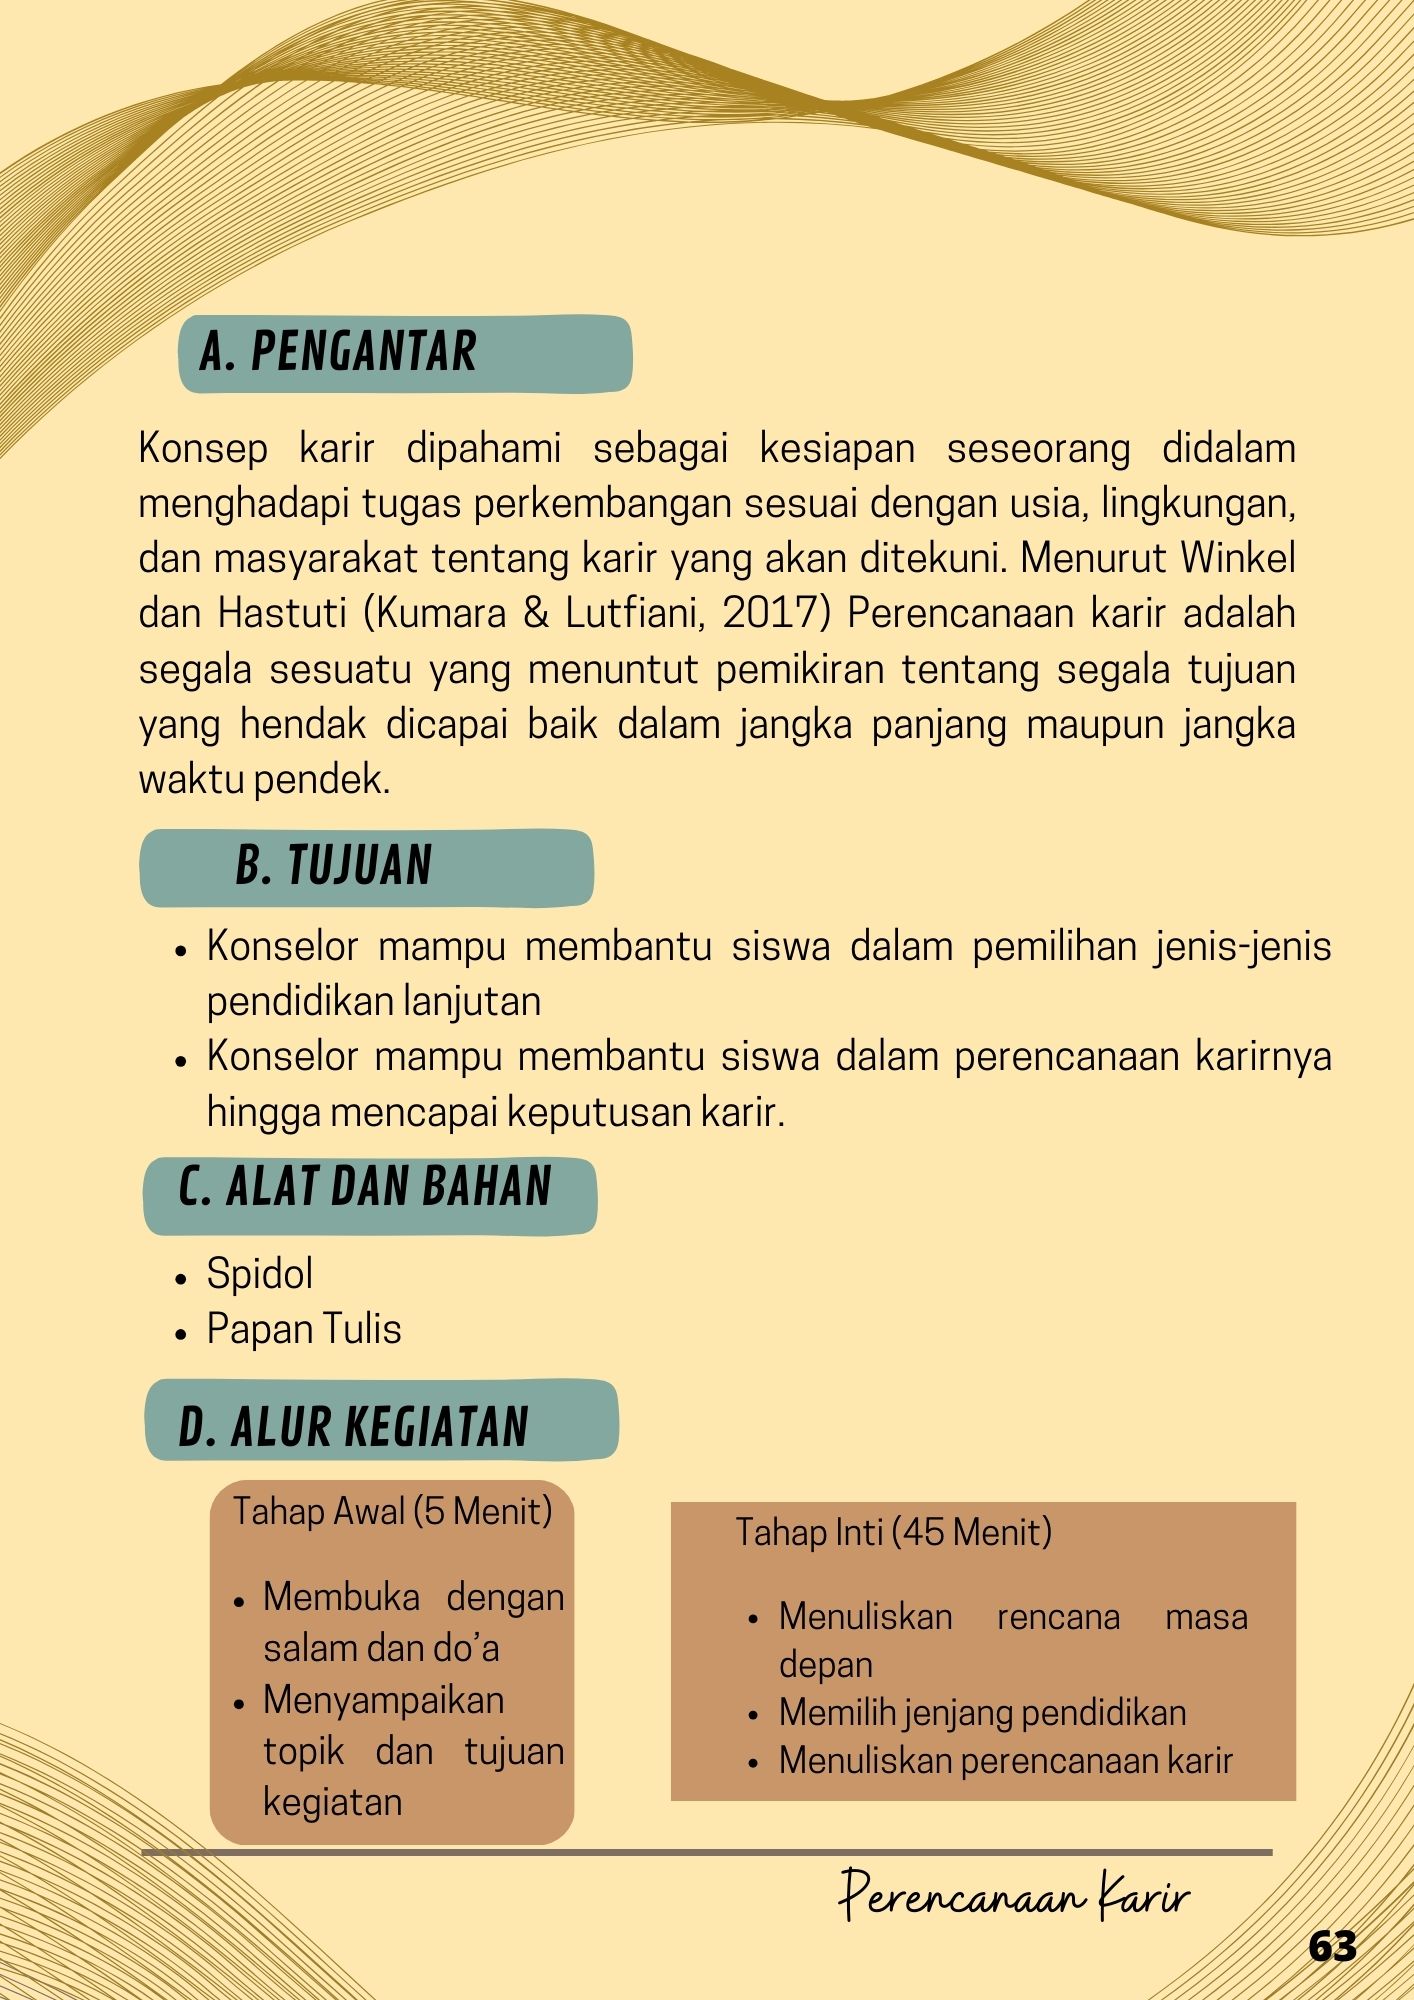 A. PENGANTAR
Konsep karir dipahami sebagai kesiapan seseorang didalam
menghadapi tugas perkembangan sesuai dengan usia, lingkungan,
dan masyarakat tentang karir yang akan ditekuni. Menurut Winkel
dan Hastuti (Kumara & Lutfiani, 2017) Perencanaan karir adalah
segala sesuatu yang menuntut pemikiran tentang segala tujuan
yang hendak dicapai baik dalam jangka panjang maupun jangka
waktu pendek.
B. TUJUAN
• Konselor mampu membantu siswa dalam pemilihan jenis-jenis
pendidikan lanjutan
• Konselor mampu membantu siswa dalam perencanaan karirnya
hingga mencapai keputusan karir.
C. ALAT DAN BAHAN
• Spidol
• Papan Tulis
D. ALUR KEGIATAN
Tahap Awal (5 Menit)
• Membuka dengan
salam dan do’a
• Menyampaikan
topik dan tujuan
kegiatan
Tahap Inti (45 Menit)
• Menuliskan rencana masa
depan
• Memilih jenjang pendidikan
• Menuliskan perencanaan karir
Perencanaan Karir
63